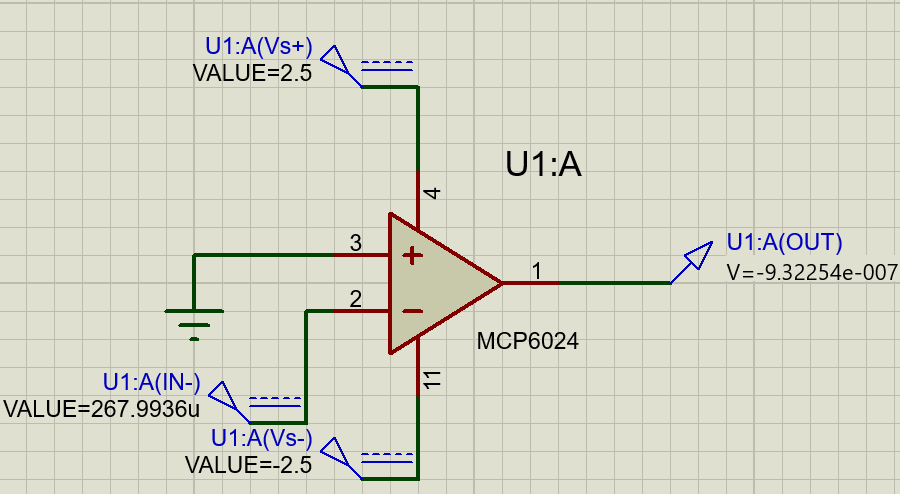 U1:A(Vs+)
VALUE=2.5
U1:A
4
3
+
1
U1:A(OUT)
V=-9.32254e-007
2
−
MCP6024
11
U1:A(IN-)
VALUE=267.9936u
U1:A(Vs-)
VALUE=-2.5